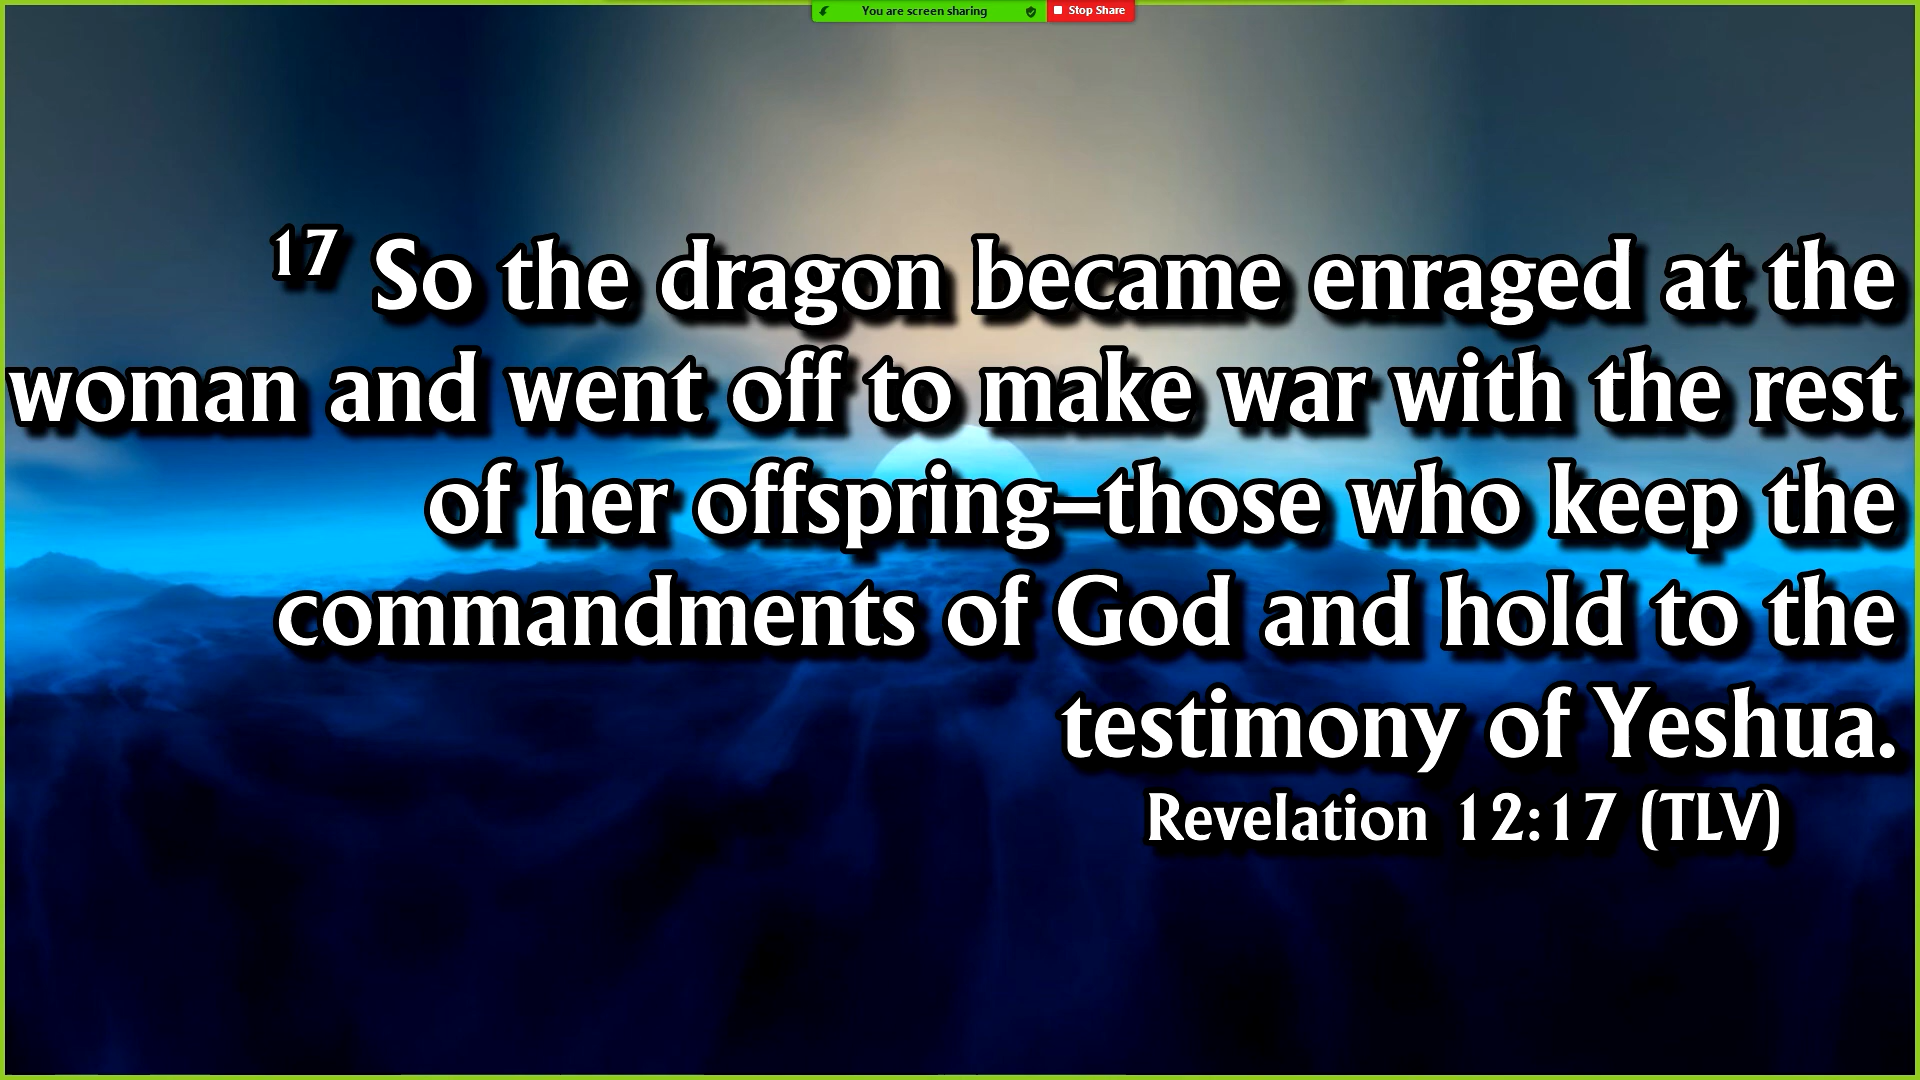 You are screen sharing Stop Share
17 So the dragon became enraged at the
woman and went off to make war with the rest
of her offspring–those who keep the
commandments of God and hold to the
testimony of Yeshua.
Revelation 12:17 (TLV)